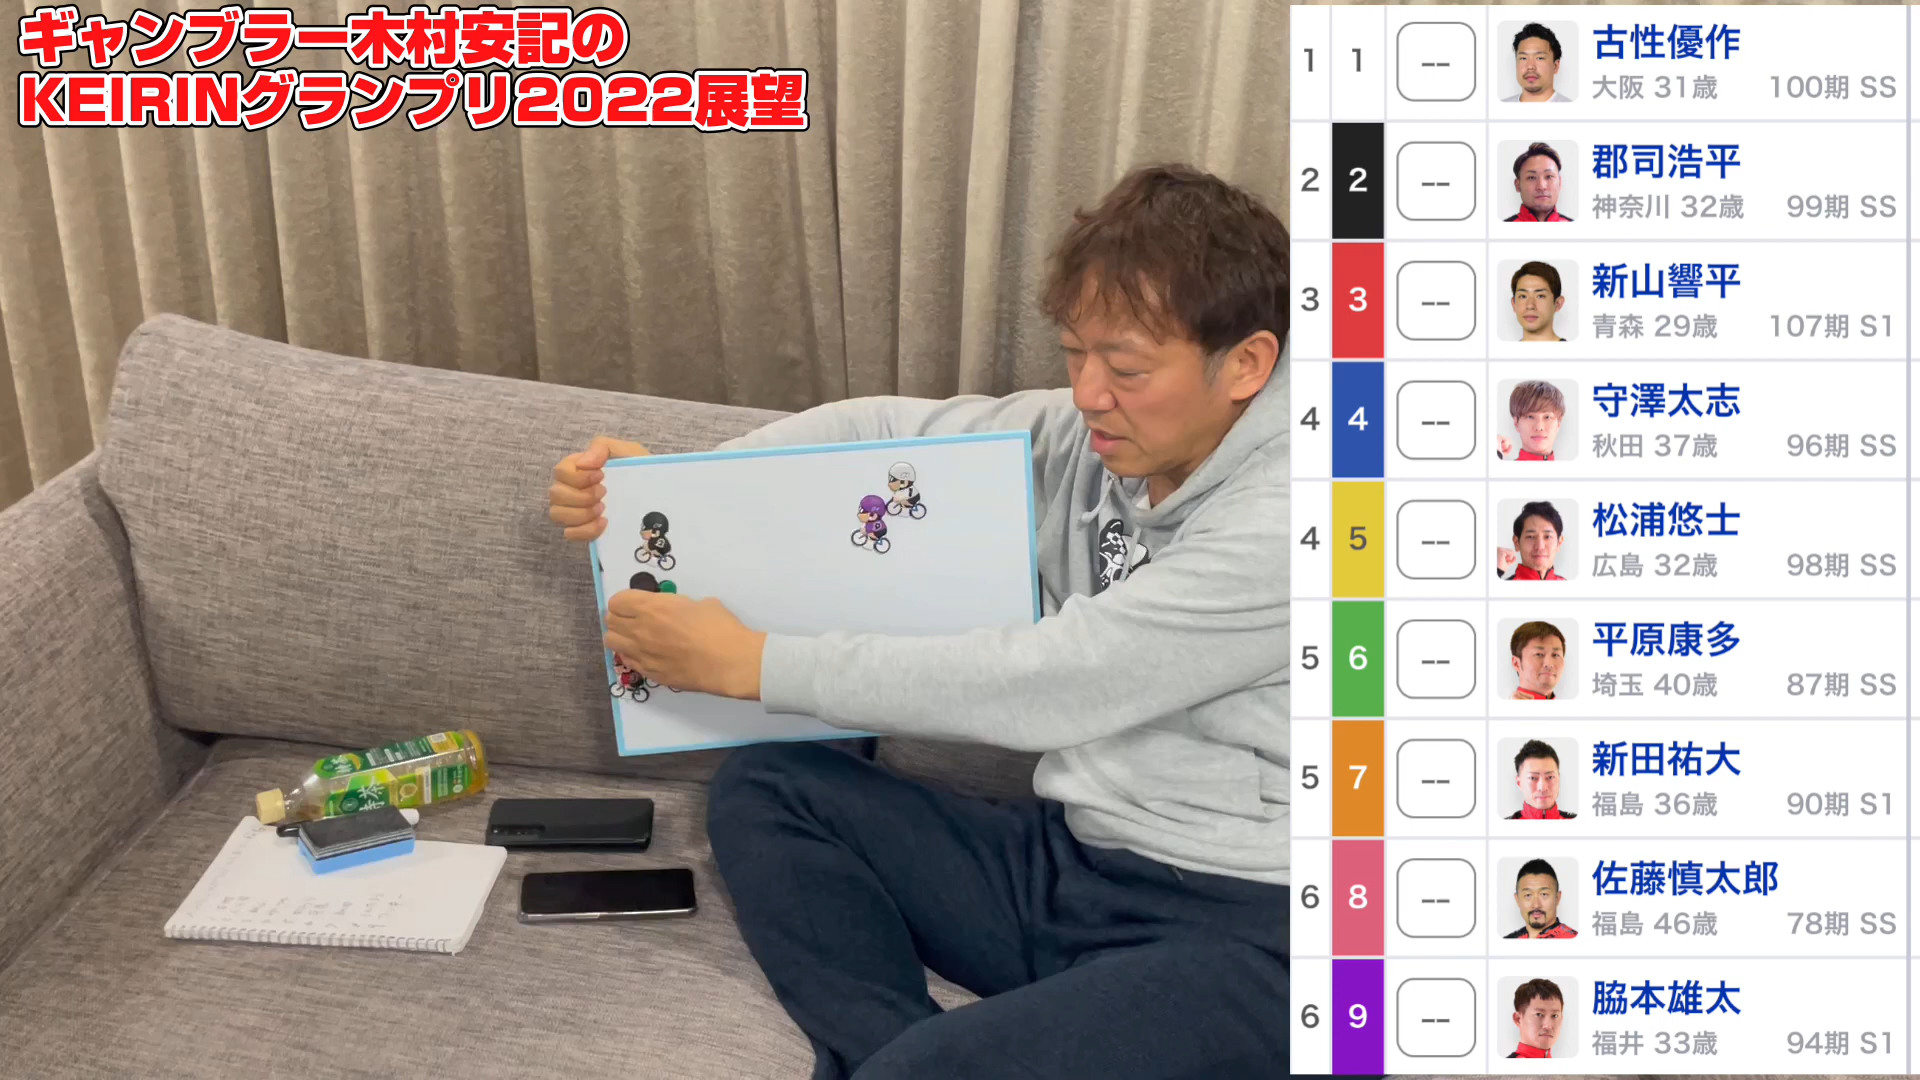 ギャンブラー木村安記の
KEIRINグランプリ2022展望
1 1 -- 古性優作
大阪 31歳 100期 SS
2 2 -- 郡司浩平
神奈川 32歳 99期 SS
3 3 -- 新山響平
青森 29歳 107期 S1
4 4 -- 守澤太志
秋田 37歳 96期 SS
4 5 -- 松浦悠士
広島 32歳 98期 SS
5 6 -- 平原康多
埼玉 40歳 87期 SS
5 7 -- 新田祐大
福島 36歳 90期 S1
6 8 -- 佐藤慎太郎
福島 46歳 78期 SS
6 9 -- 脇本雄太
福井 33歳 94期 S1